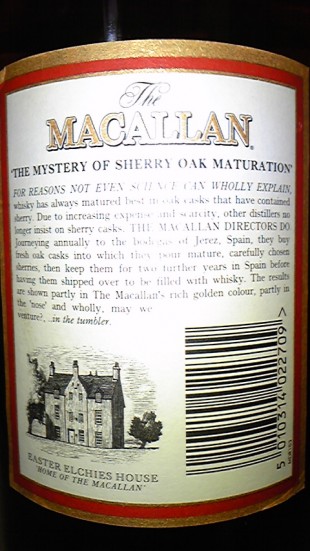 The
MACALLAN
"THE MYSTERY OF SHERRY OAK MATURATION"
FOR REASONS NOT EVEN SCIENCE CAN WHOLLY EXPLAIN,
whisky has always matured best in oak casks that have contained
sherry. Due to increasing expense and scarcity, other distillers no
longer insist on sherry casks. THE MACALLAN DIRECTORS DO.
Journeying annually to the bodegas of Jerez, Spain, they buy
fresh oak casks into which they pour mature, carefully chosen
sherries, then keep them for two further years in Spain before
having them shipped over to be filled with whisky. The results
are shown partly in The Macallan's rich golden colour, partly in
the 'nose' and wholly, may we
venture?...in the tumbler.
EASTER ELCHIES HOUSE
'HOME OF THE MACALLAN'
5 010314 022709 >